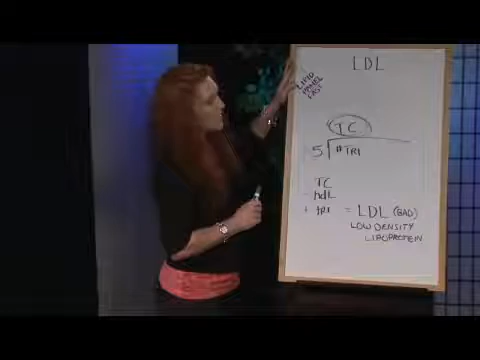 LDL
LIPID
PANEL
FAST
TC
5 #TRI
TC
- hdL
- tri = LDL (BAD)
LOW DENSITY
LIPOPROTEIN